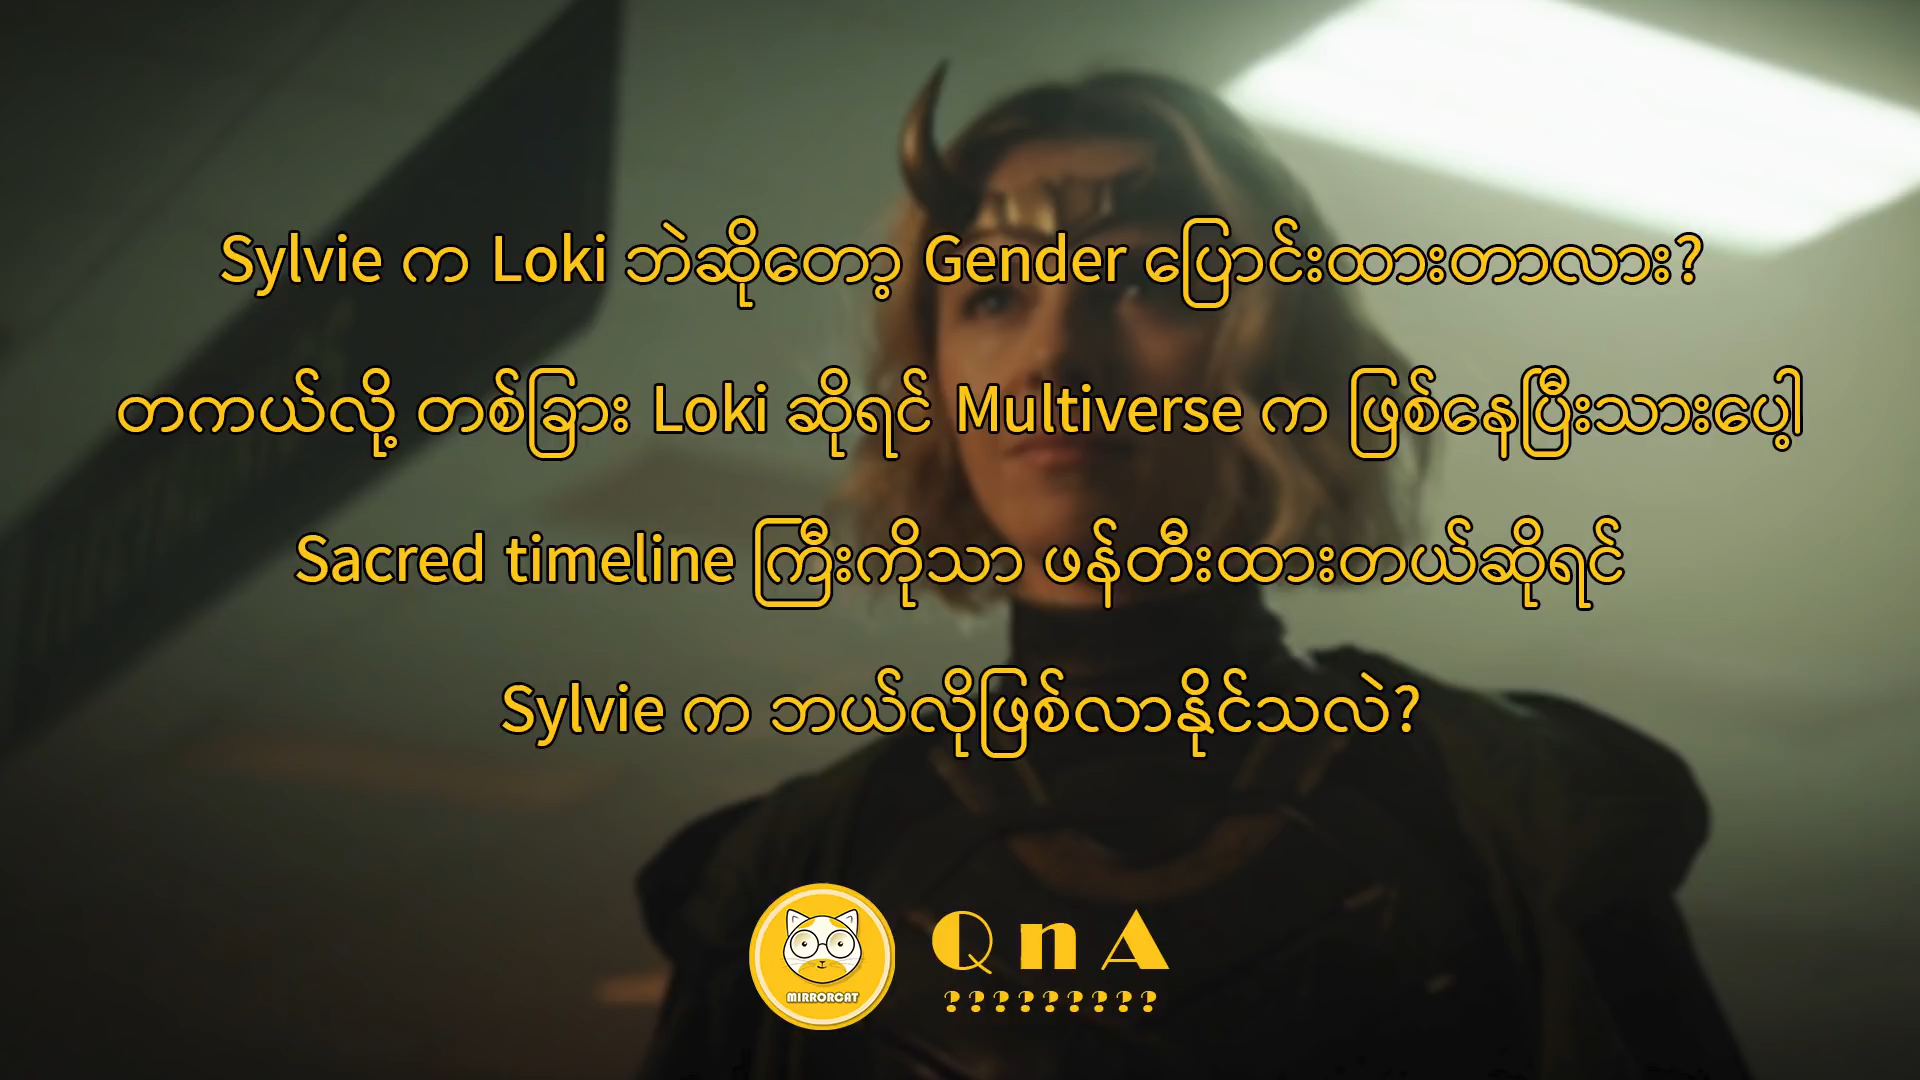 Sylvie က Loki ဘဲဆိုတော့ Gender ပြောင်းထားတာလား?
တကယ်လို့ တစ်ခြား Loki ဆိုရင် Multiverse က ဖြစ်နေပြီးသားပေ့ါ
Sacred timeline ကြီးကိုသာ ဖန်တီးထားတယ်ဆိုရင်
Sylvie က ဘယ်လိုဖြစ်လာနိုင်သလဲ?
QnA
?????????
MIRRORCAT